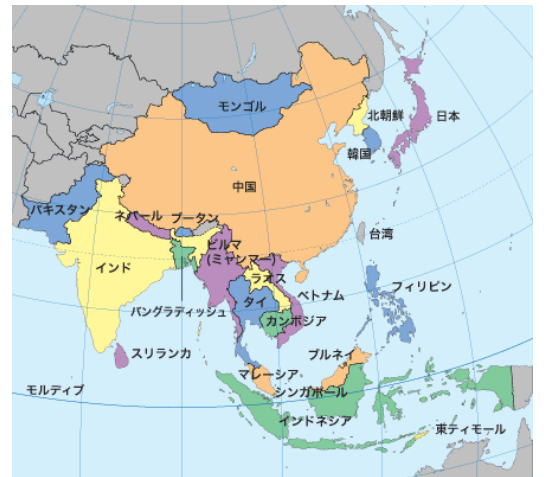 モンゴル
北朝鮮
日本
韓国
中国
パキスタン
ネパール
ブータン
台湾
ビルマ
(ミャンマー)
インド
ラオス
ベトナム
フィリピン
タイ
バングラディッシュ
カンボジア
スリランカ
ブルネイ
マレーシア
モルディブ
シンガポール
インドネシア
東ティモール